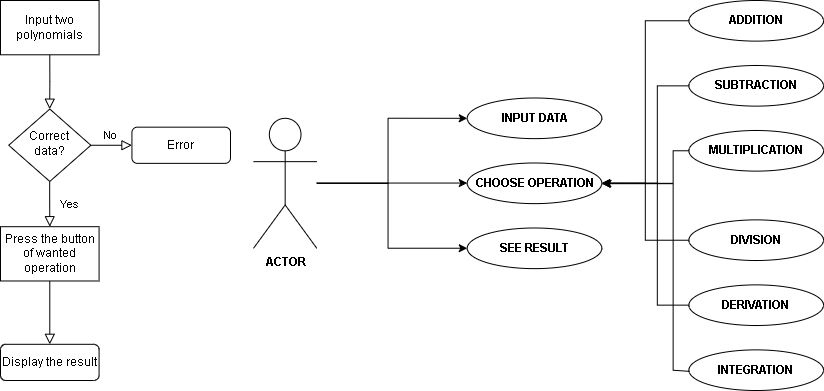 Input two
polynomials
Correct
data?
No
Error
Yes
Press the button
of wanted
operation
Display the result
ACTOR
INPUT DATA
CHOOSE OPERATION
SEE RESULT
ADDITION
SUBTRACTION
MULTIPLICATION
DIVISION
DERIVATION
INTEGRATION